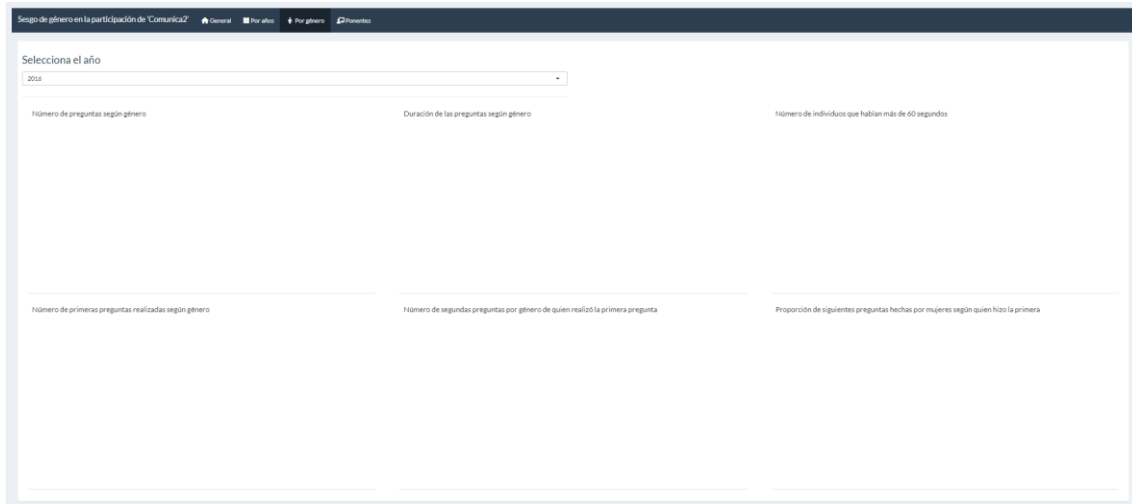 Sesgo de género en la participación de 'Comunica2' General Por años Por género Ponentes
Selecciona el año
2016
Número de preguntas según género Duración de las preguntas según género Número de individuos que hablan más de 60 segundos
Número de primeras preguntas realizadas según género Número de segundas preguntas por género de quien realizó la primera pregunta Proporción de siguientes preguntas hechas por mujeres según quien hizo la primera